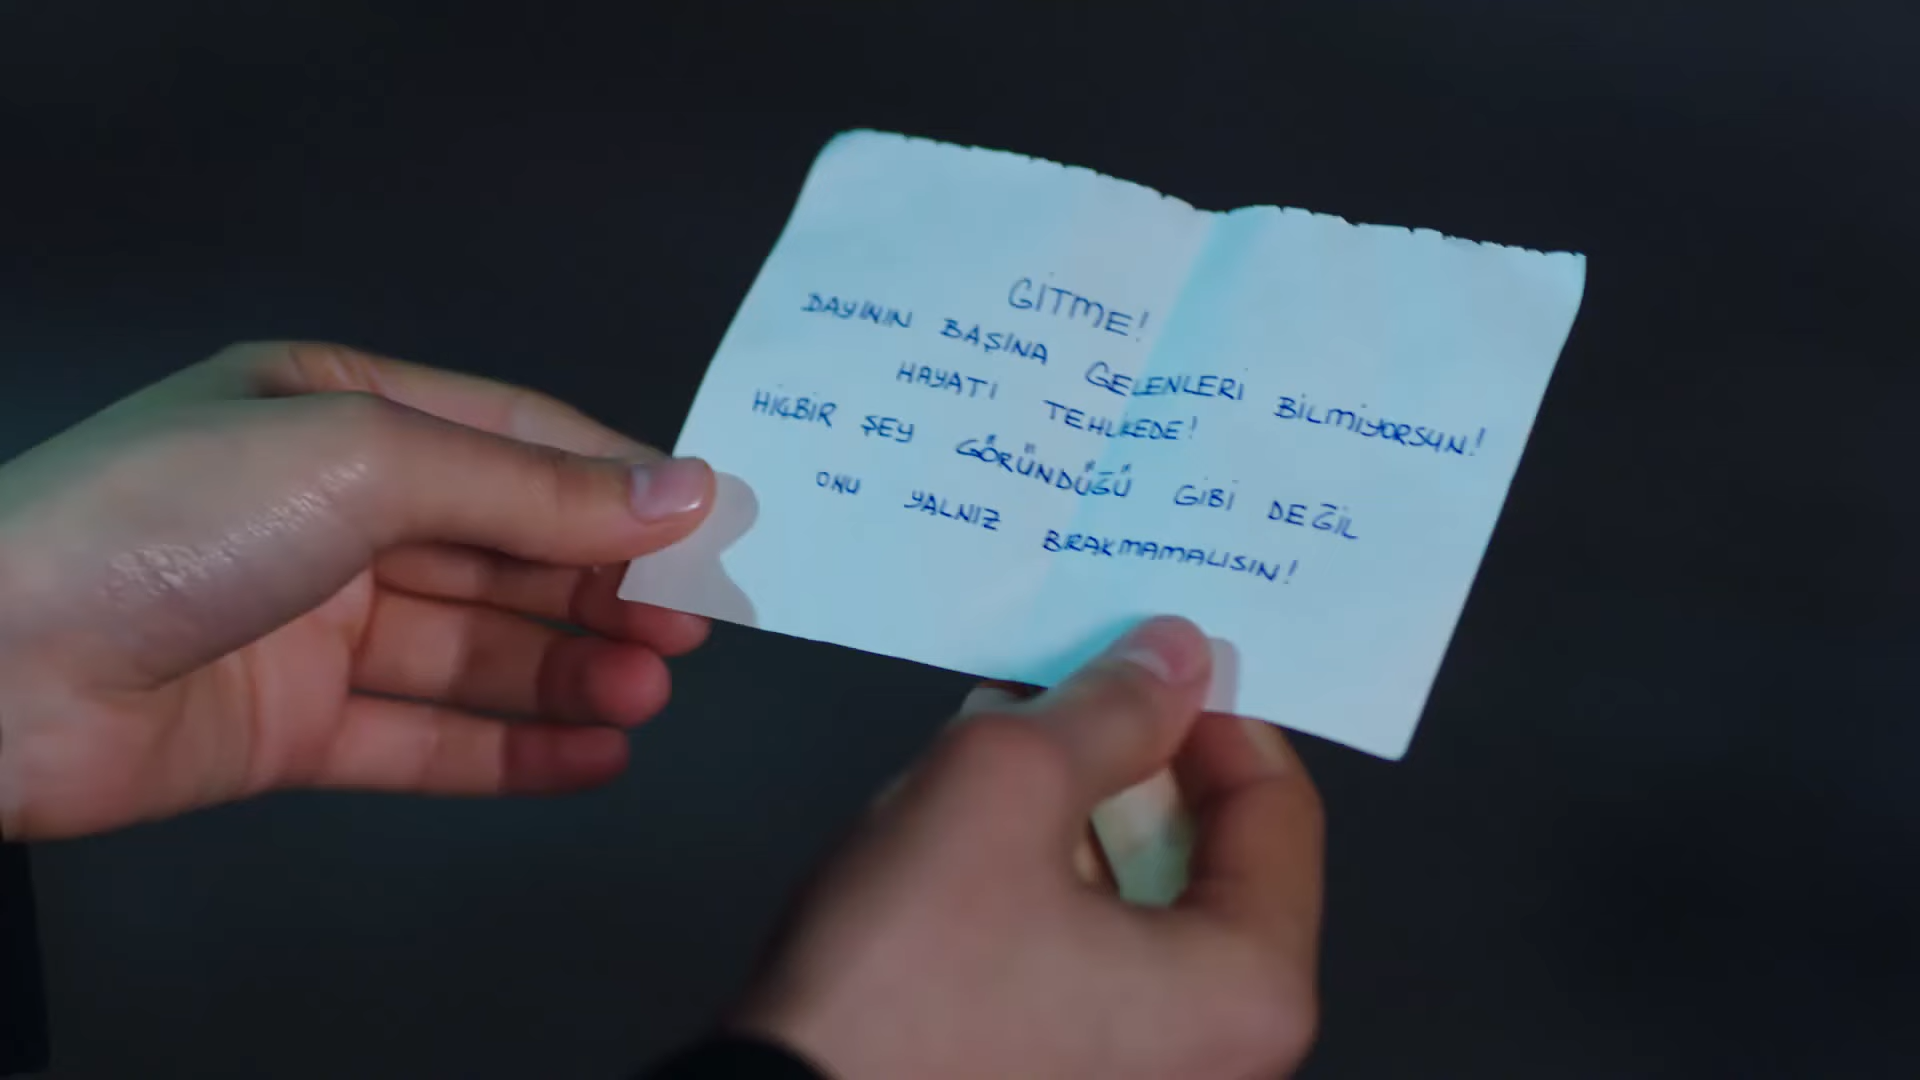 GİTME!
DAYININ BAŞINA GELENLERİ BİLMİYORSUN!
HAYATI TEHLİKEDE!
HİÇBİR ŞEY GÖRÜNDÜĞÜ GİBİ DEĞİL
ONU YALNIZ BIRAKMAMALISIN!